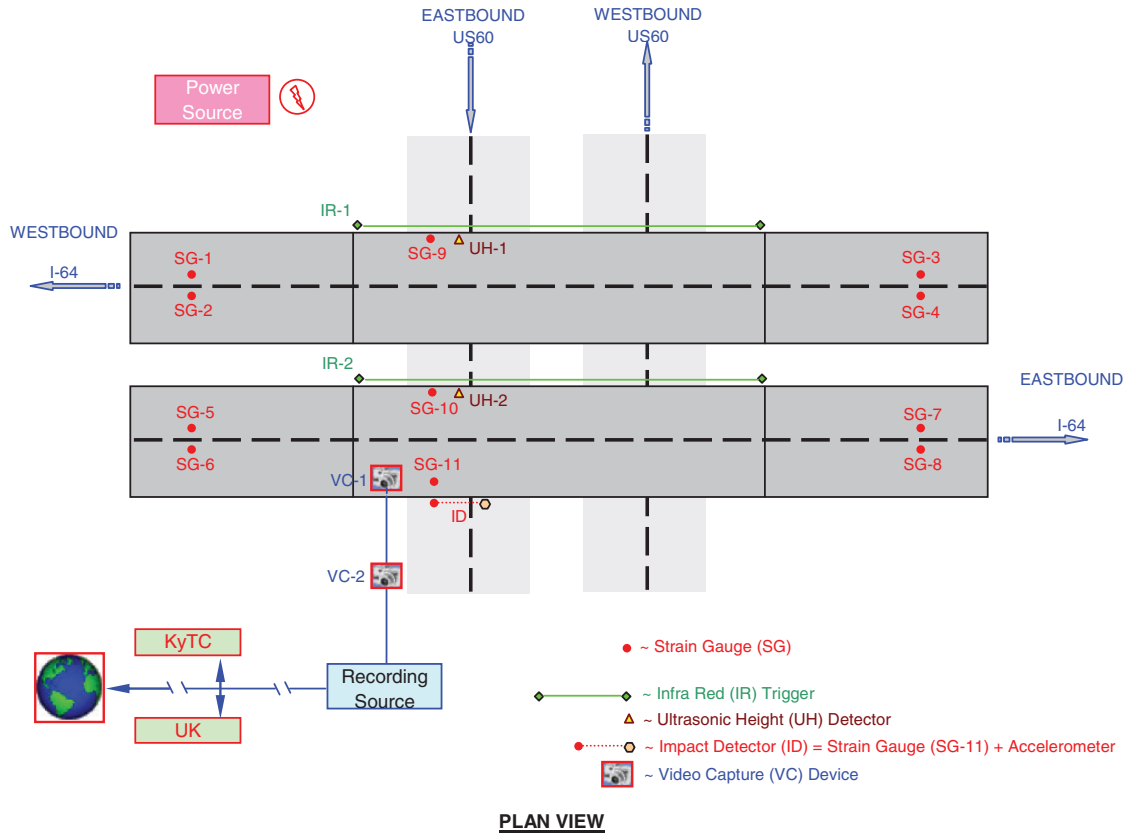 EASTBOUND
US60
WESTBOUND
US60
Power
Source
IR-1
WESTBOUND
I-64
SG-9
UH-1
SG-1
SG-2
SG-3
SG-4
IR-2
EASTBOUND
I-64
SG-10
UH-2
SG-5
SG-6
SG-7
SG-8
SG-11
VC-1
ID
VC-2
KyTC
UK
Recording
Source
~ Strain Gauge (SG)
~ Infra Red (IR) Trigger
~ Ultrasonic Height (UH) Detector
~ Impact Detector (ID) = Strain Gauge (SG-11) + Accelerometer
~ Video Capture (VC) Device
PLAN VIEW